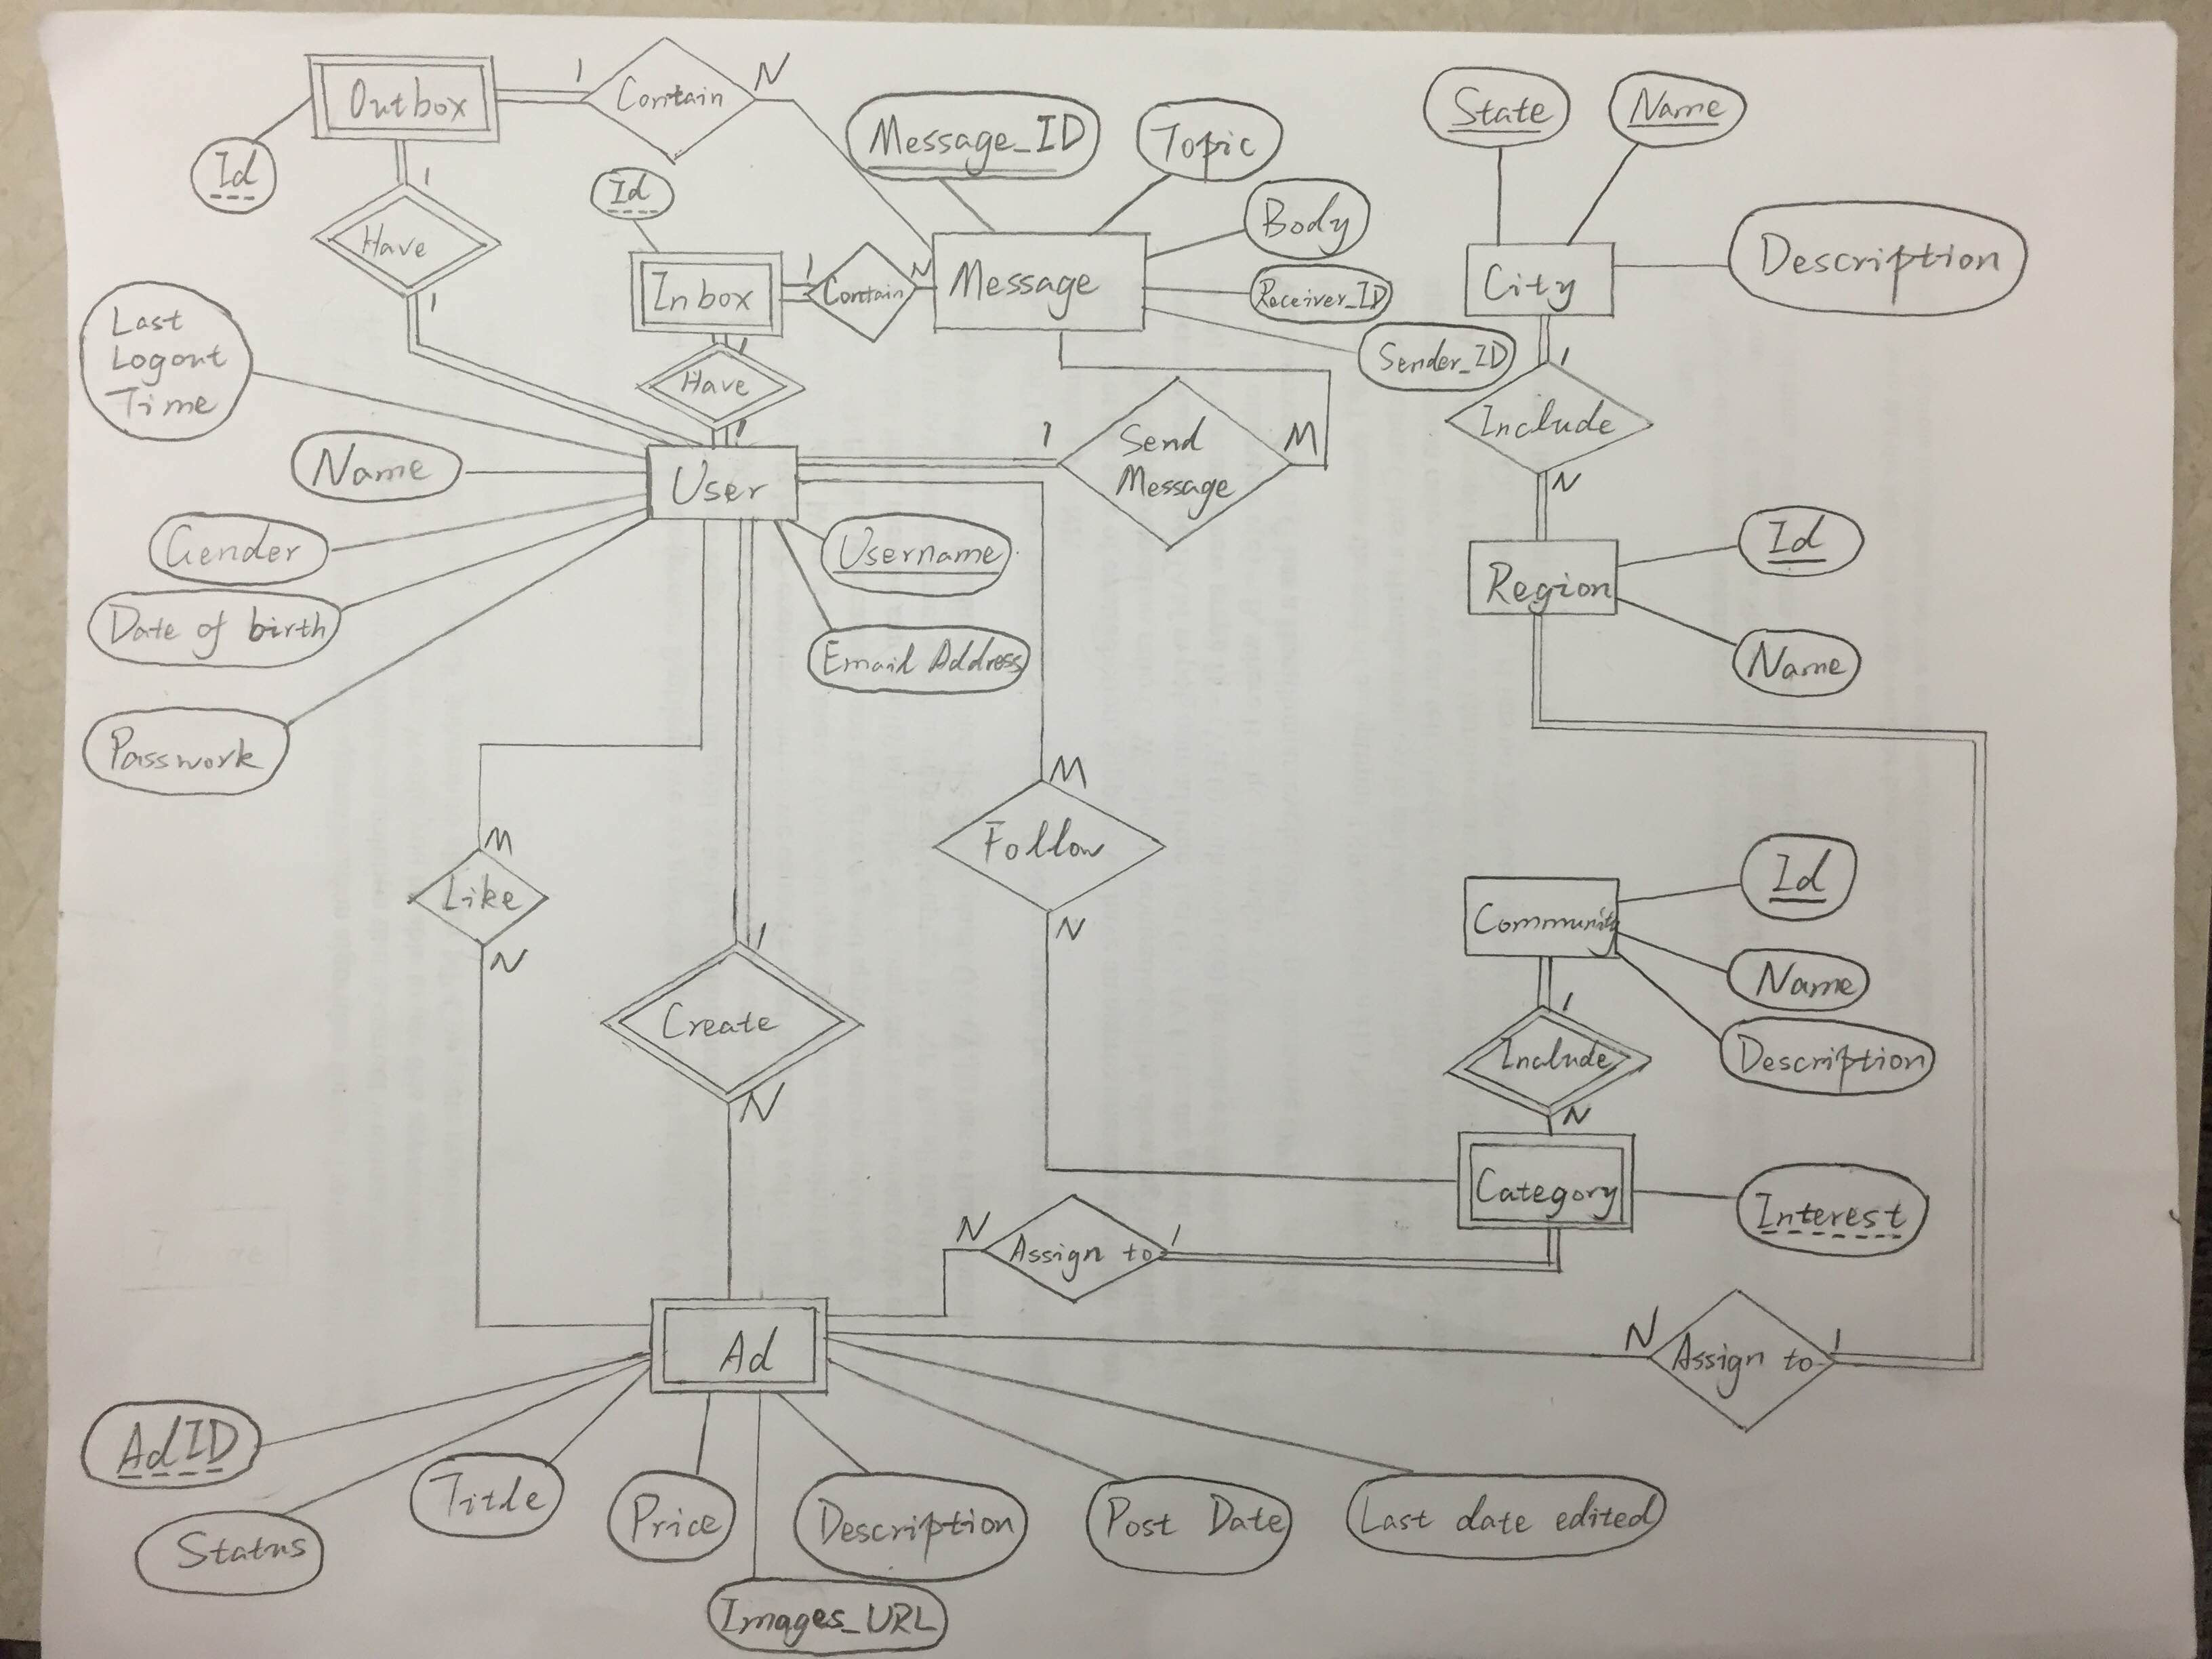 Outbox
1
Contain
N
Id
1
Have
1
Id
Inbox
1
Contain
N
Message
Message_ID
Topic
Body
Receiver_ID
Sender_ID
State
Name
City
Description
1
Include
N
Region
Id
Name
1
Have
1
Last
Logout
Time
Name
Gender
Date of birth
Passwork
User
1
Send
Message
M
Username
Email Address
M
Like
N
1
Create
N
M
Follow
N
Community
Id
Name
Description
1
Include
N
Category
Interest
N
Assign to
1
N
Assign to
1
Ad
AdID
Status
Title
Price
Images_URL
Description
Post Date
Last date edited